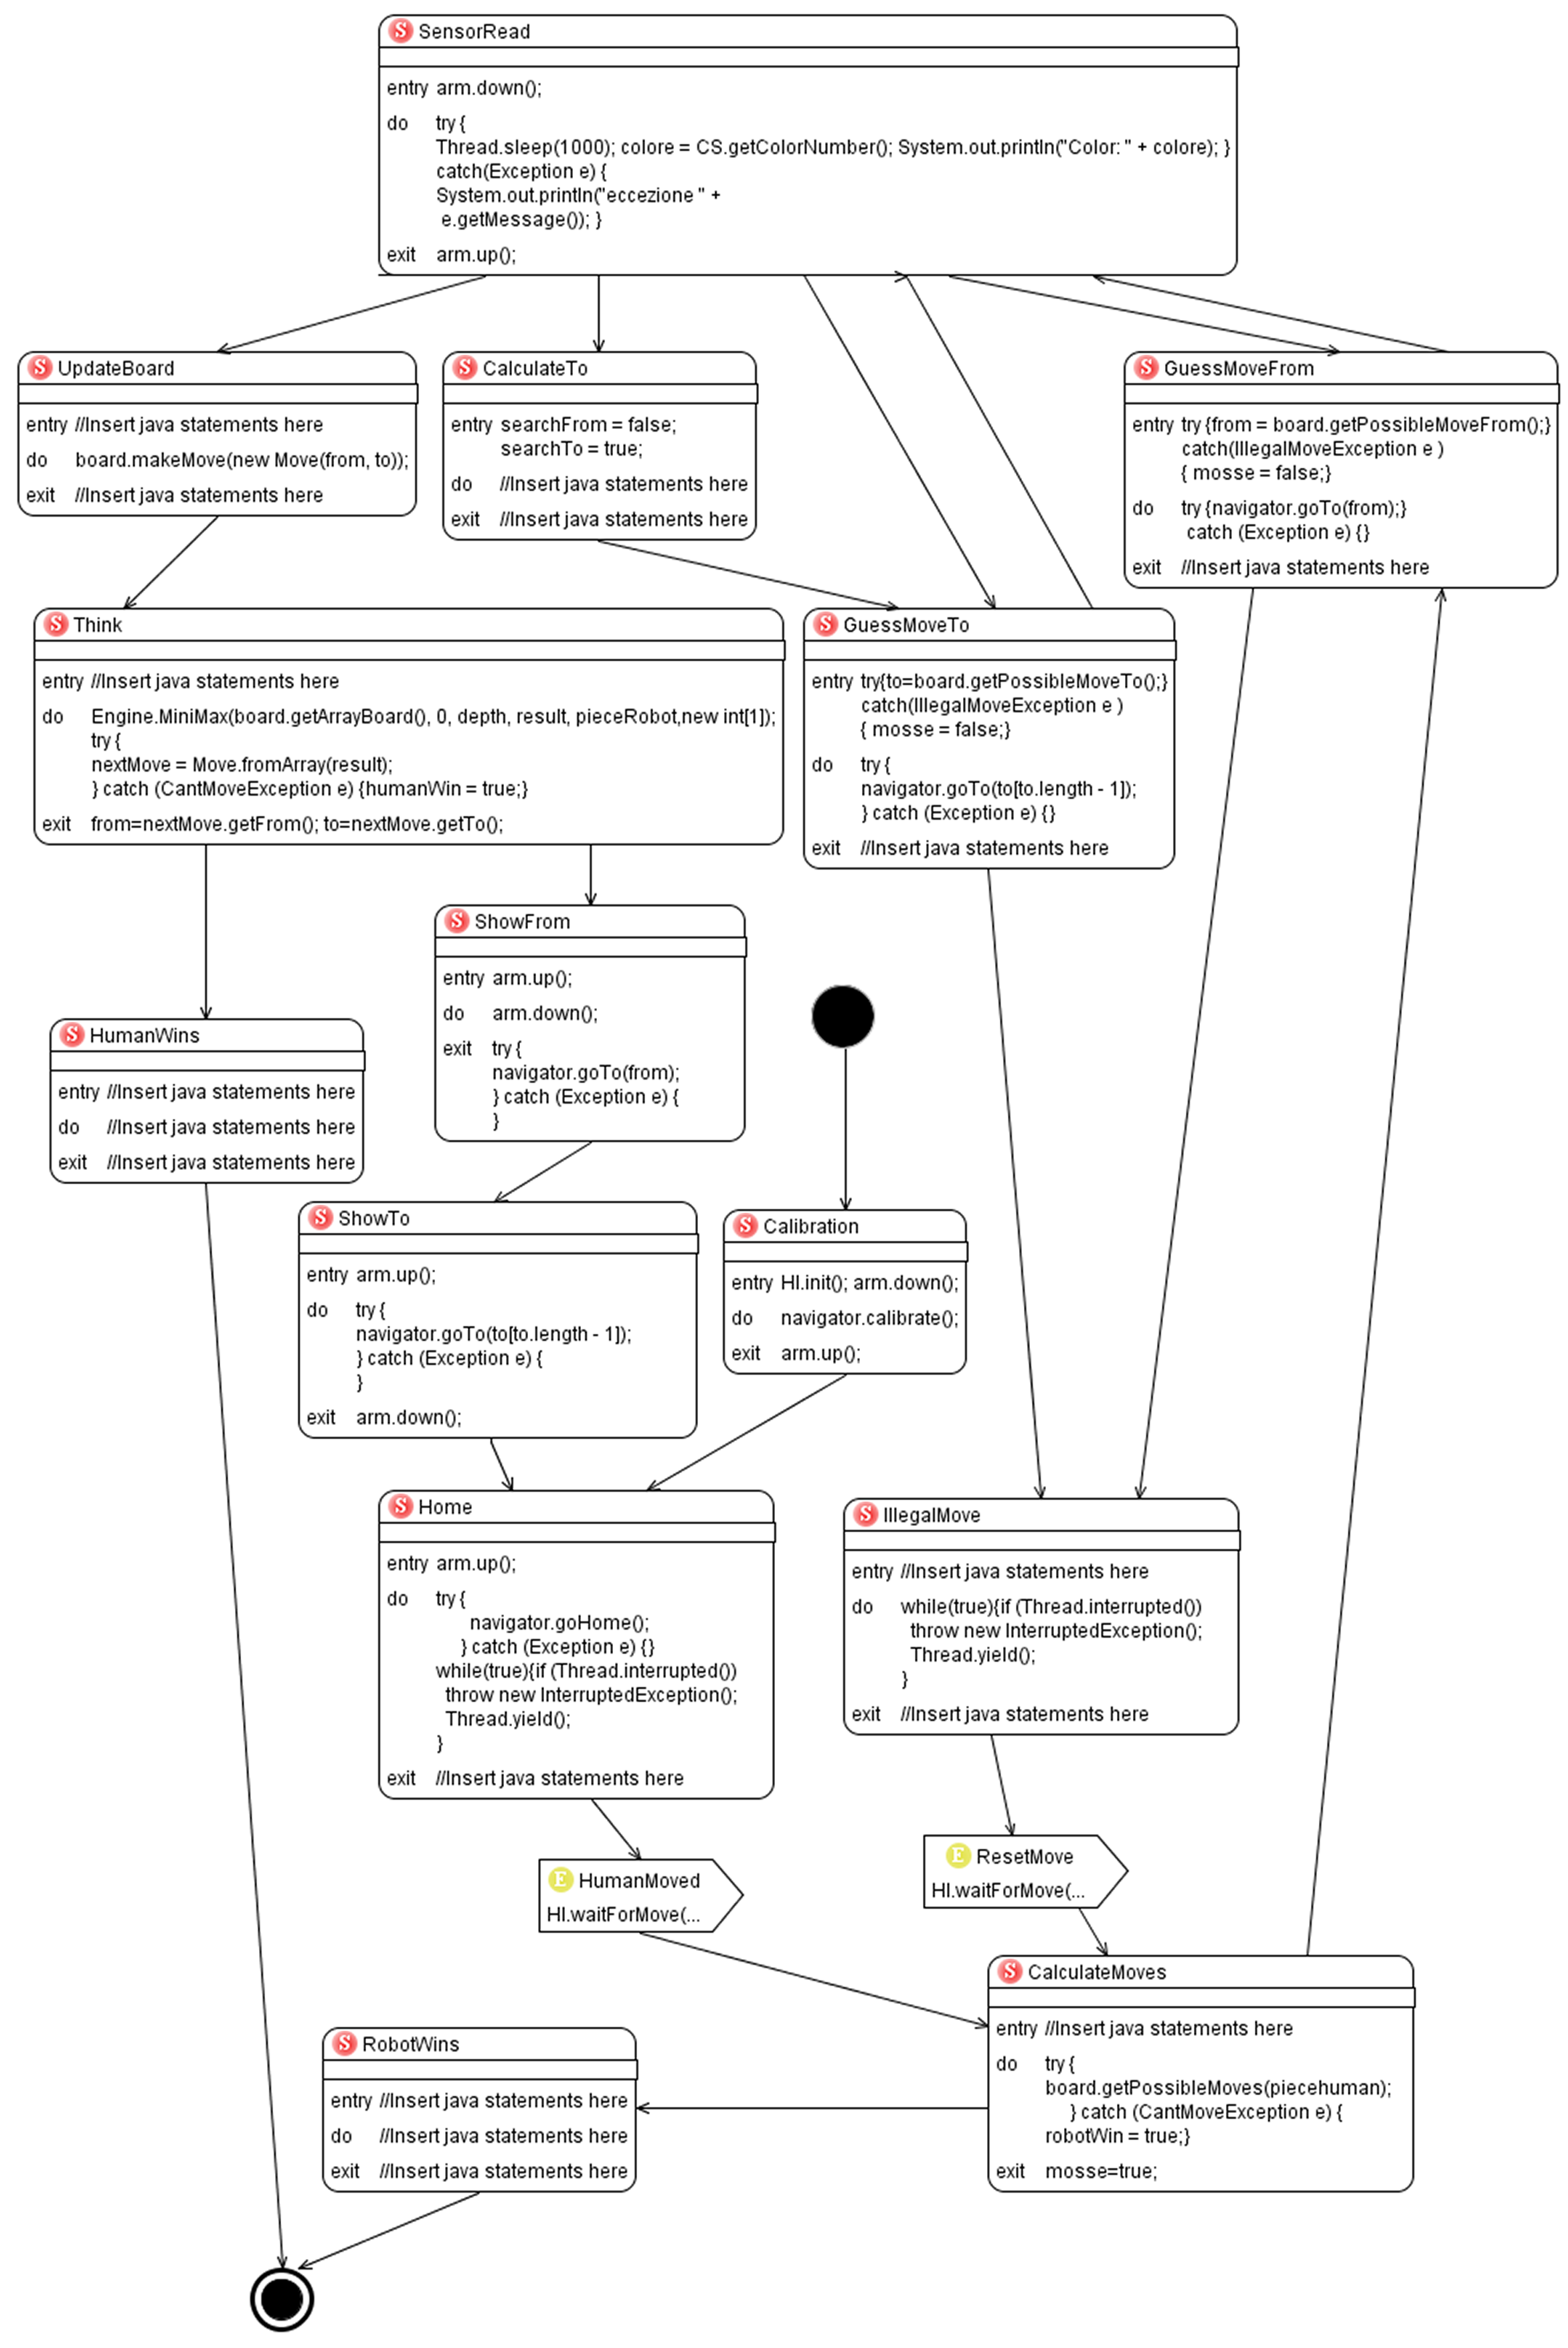 S SensorRead
entry arm.down();
do try {
Thread.sleep(1000); colore = CS.getColorNumber(); System.out.println("Color: " + colore); }
catch(Exception e) {
System.out.println("eccezione " +
e.getMessage()); }
exit arm.up();
S UpdateBoard
entry //Insert java statements here
do board.makeMove(new Move(from, to));
exit //Insert java statements here
S CalculateTo
entry searchFrom = false;
searchTo = true;
do //Insert java statements here
exit //Insert java statements here
S GuessMoveFrom
entry try {from = board.getPossibleMoveFrom();}
catch(IllegalMoveException e )
{ mosse = false;}
do try {navigator.goTo(from);}
catch (Exception e) {}
exit //Insert java statements here
S Think
entry //Insert java statements here
do Engine.MiniMax(board.getArrayBoard(), 0, depth, result, pieceRobot,new int[1]);
try {
nextMove = Move.fromArray(result);
} catch (CantMoveException e) {humanWin = true;}
exit from=nextMove.getFrom(); to=nextMove.getTo();
S GuessMoveTo
entry try{to=board.getPossibleMoveTo();}
catch(IllegalMoveException e )
{ mosse = false;}
do try {
navigator.goTo(to[to.length - 1]);
} catch (Exception e) {}
exit //Insert java statements here
S ShowFrom
entry arm.up();
do arm.down();
exit try {
navigator.goTo(from);
} catch (Exception e) {
}
S HumanWins
entry //Insert java statements here
do //Insert java statements here
exit //Insert java statements here
S ShowTo
entry arm.up();
do try {
navigator.goTo(to[to.length - 1]);
} catch (Exception e) {
}
exit arm.down();
S Calibration
entry HI.init(); arm.down();
do navigator.calibrate();
exit arm.up();
S Home
entry arm.up();
do try {
navigator.goHome();
} catch (Exception e) {}
while(true){if (Thread.interrupted())
throw new InterruptedException();
Thread.yield();
}
exit //Insert java statements here
S IllegalMove
entry //Insert java statements here
do while(true){if (Thread.interrupted())
throw new InterruptedException();
Thread.yield();
}
exit //Insert java statements here
E HumanMoved
HI.waitForMove(...
E ResetMove
HI.waitForMove(...
S CalculateMoves
entry //Insert java statements here
do try {
board.getPossibleMoves(piecehuman);
} catch (CantMoveException e) {
robotWin = true;}
exit mosse=true;
S RobotWins
entry //Insert java statements here
do //Insert java statements here
exit //Insert java statements here